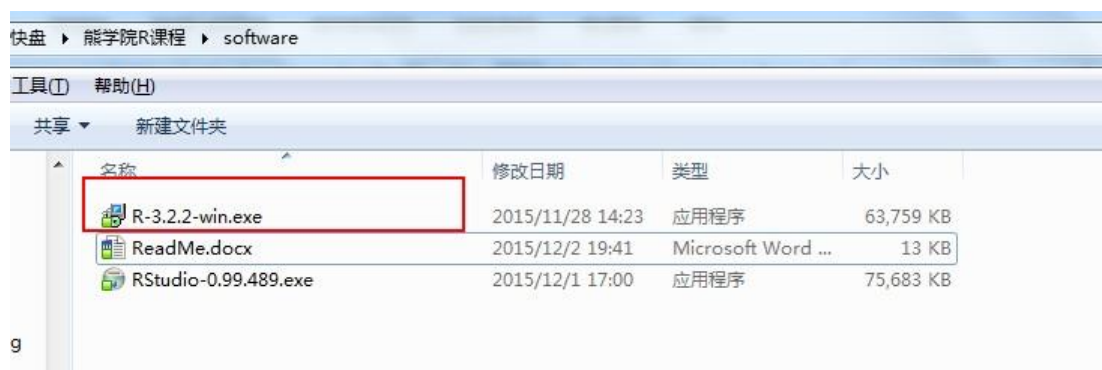 快盘 ▸ 熊学院R课程 ▸ software
工具(T) 帮助(H)
共享 ▾ 新建文件夹
名称 修改日期 类型 大小
R-3.2.2-win.exe 2015/11/28 14:23 应用程序 63,759 KB
ReadMe.docx 2015/12/2 19:41 Microsoft Word ... 13 KB
RStudio-0.99.489.exe 2015/12/1 17:00 应用程序 75,683 KB
g